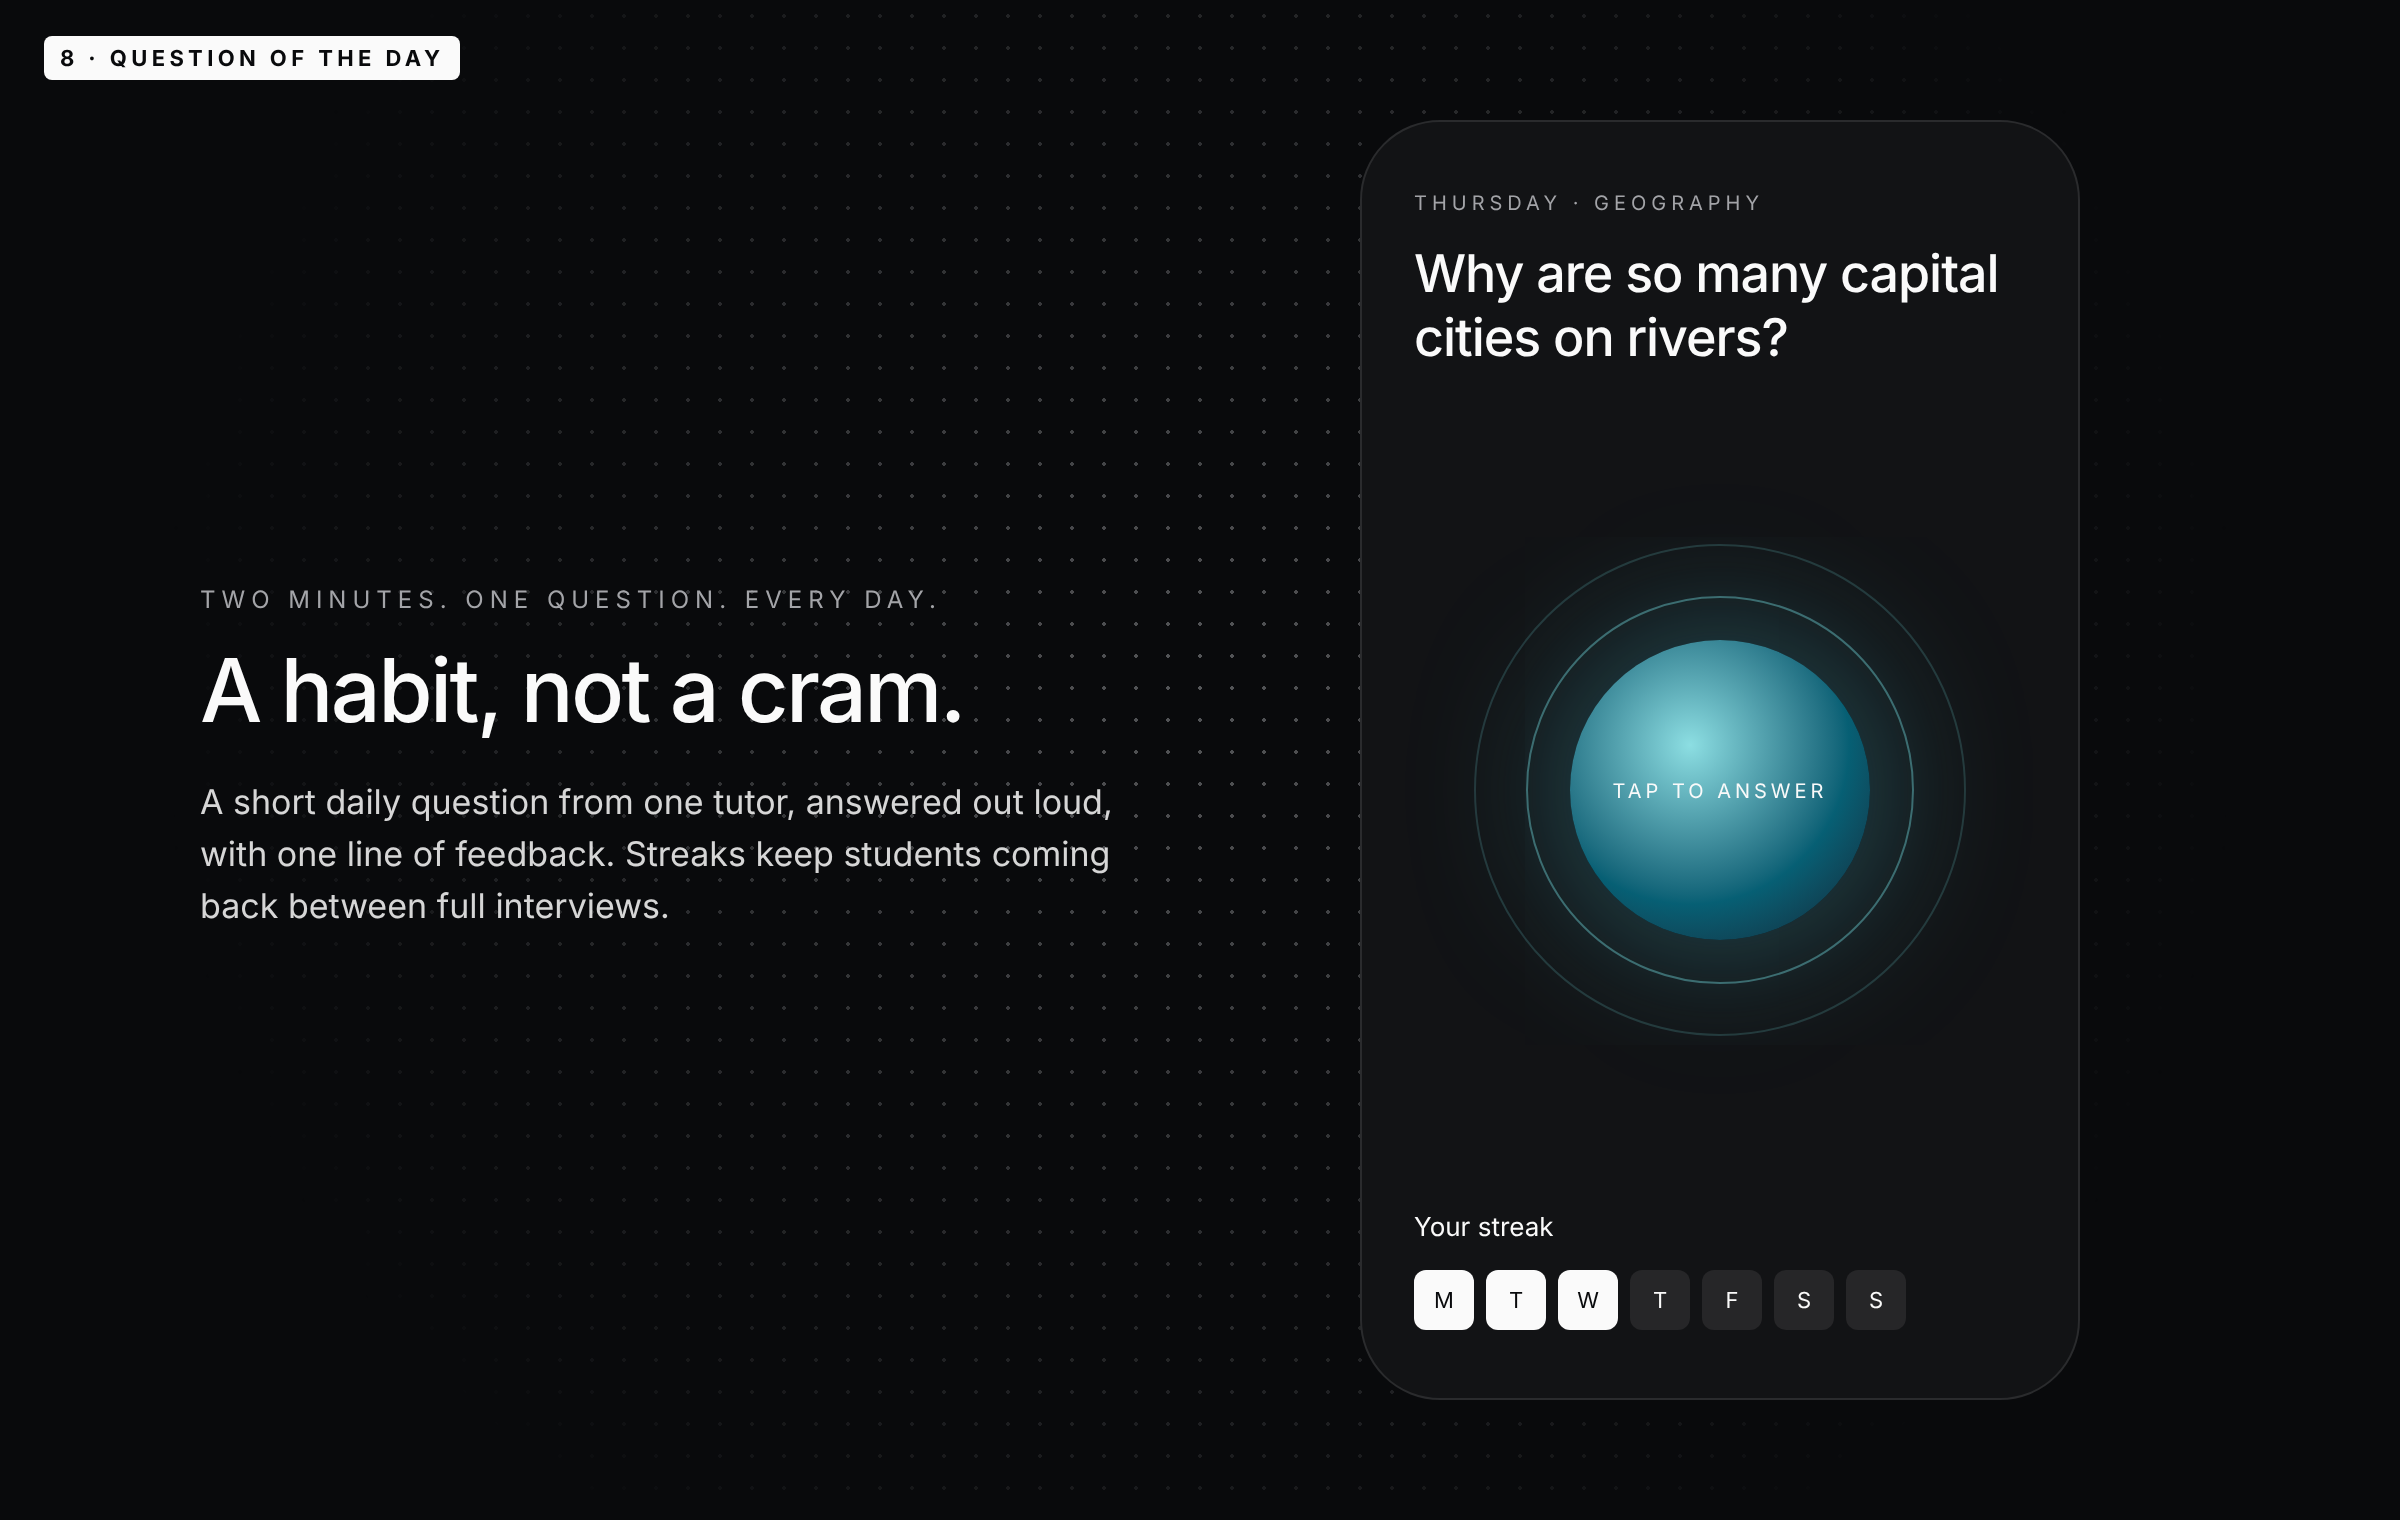 8 · QUESTION OF THE DAY
TWO MINUTES. ONE QUESTION. EVERY DAY.
A habit, not a cram.
A short daily question from one tutor, answered out loud,
with one line of feedback. Streaks keep students coming
back between full interviews.
THURSDAY · GEOGRAPHY
Why are so many capital
cities on rivers?
TAP TO ANSWER
Your streak
M T W T F S S